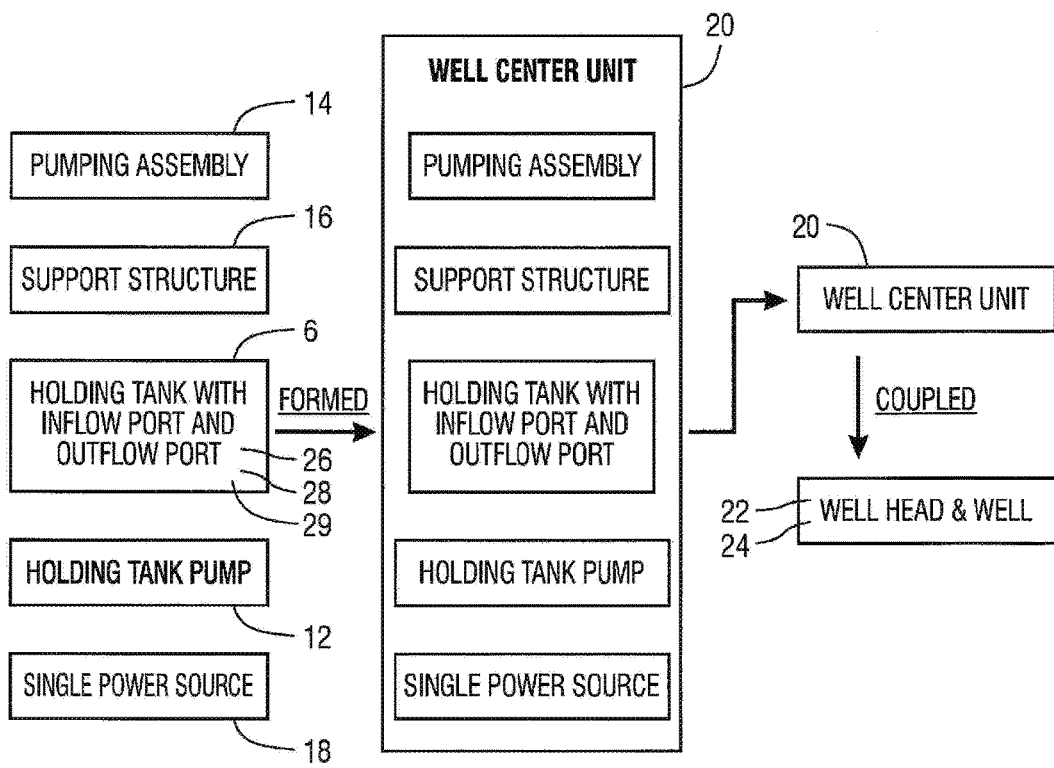 14
PUMPING ASSEMBLY
16
SUPPORT STRUCTURE
6
HOLDING TANK WITH
INFLOW PORT AND
OUTFLOW PORT
26
28
29
HOLDING TANK PUMP
12
SINGLE POWER SOURCE
18
FORMED
20
WELL CENTER UNIT
PUMPING ASSEMBLY
SUPPORT STRUCTURE
HOLDING TANK WITH
INFLOW PORT AND
OUTFLOW PORT
HOLDING TANK PUMP
SINGLE POWER SOURCE
20
WELL CENTER UNIT
COUPLED
22
24
WELL HEAD & WELL